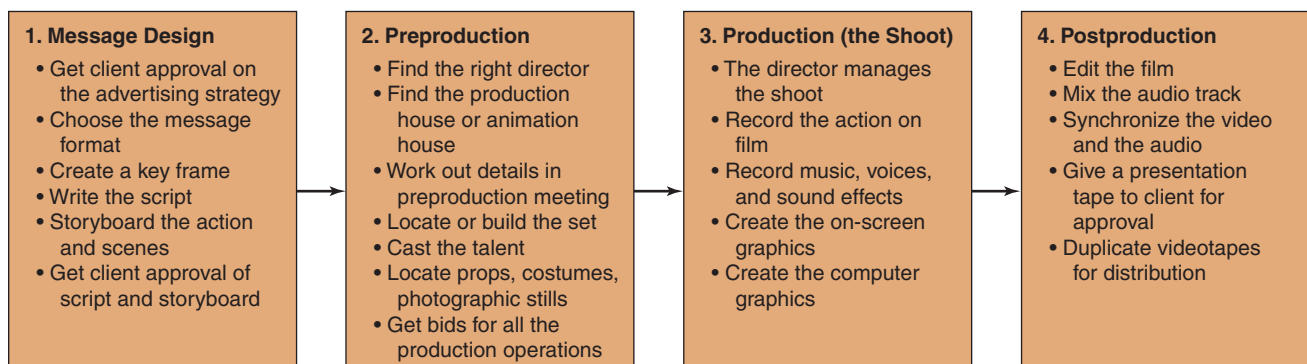 1. Message Design
• Get client approval on
the advertising strategy
• Choose the message
format
• Create a key frame
• Write the script
• Storyboard the action
and scenes
• Get client approval of
script and storyboard
2. Preproduction
• Find the right director
• Find the production
house or animation
house
• Work out details in
preproduction meeting
• Locate or build the set
• Cast the talent
• Locate props, costumes,
photographic stills
• Get bids for all the
production operations
3. Production (the Shoot)
• The director manages
the shoot
• Record the action on
film
• Record music, voices,
and sound effects
• Create the on-screen
graphics
• Create the computer
graphics
4. Postproduction
• Edit the film
• Mix the audio track
• Synchronize the video
and the audio
• Give a presentation
tape to client for
approval
• Duplicate videotapes
for distribution